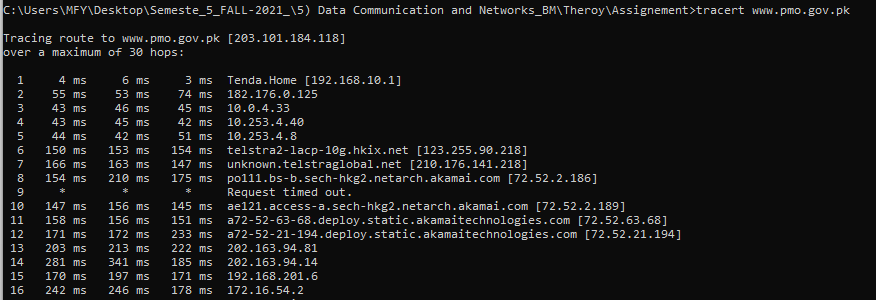 C:\Users\MFY\Desktop\Semeste_5_FALL-2021_\5) Data Communication and Networks_BM\Theroy\Assignement>tracert www.pmo.gov.pk
Tracing route to www.pmo.gov.pk [203.101.184.118]
over a maximum of 30 hops:
1 4 ms 6 ms 3 ms Tenda.Home [192.168.10.1]
2 55 ms 53 ms 74 ms 182.176.0.125
3 43 ms 46 ms 45 ms 10.0.4.33
4 43 ms 45 ms 42 ms 10.253.4.40
5 44 ms 42 ms 51 ms 10.253.4.8
6 150 ms 153 ms 154 ms telstra2-lacp-10g.hkix.net [123.255.90.218]
7 166 ms 163 ms 147 ms unknown.telstraglobal.net [210.176.141.218]
8 154 ms 210 ms 175 ms po111.bs-b.sech-hkg2.netarch.akamai.com [72.52.2.186]
9 * * * Request timed out.
10 147 ms 156 ms 145 ms ae121.access-a.sech-hkg2.netarch.akamai.com [72.52.2.189]
11 158 ms 156 ms 151 ms a72-52-63-68.deploy.static.akamaitechnologies.com [72.52.63.68]
12 171 ms 172 ms 233 ms a72-52-21-194.deploy.static.akamaitechnologies.com [72.52.21.194]
13 203 ms 213 ms 222 ms 202.163.94.81
14 281 ms 341 ms 185 ms 202.163.94.14
15 170 ms 197 ms 171 ms 192.168.201.6
16 242 ms 246 ms 178 ms 172.16.54.2